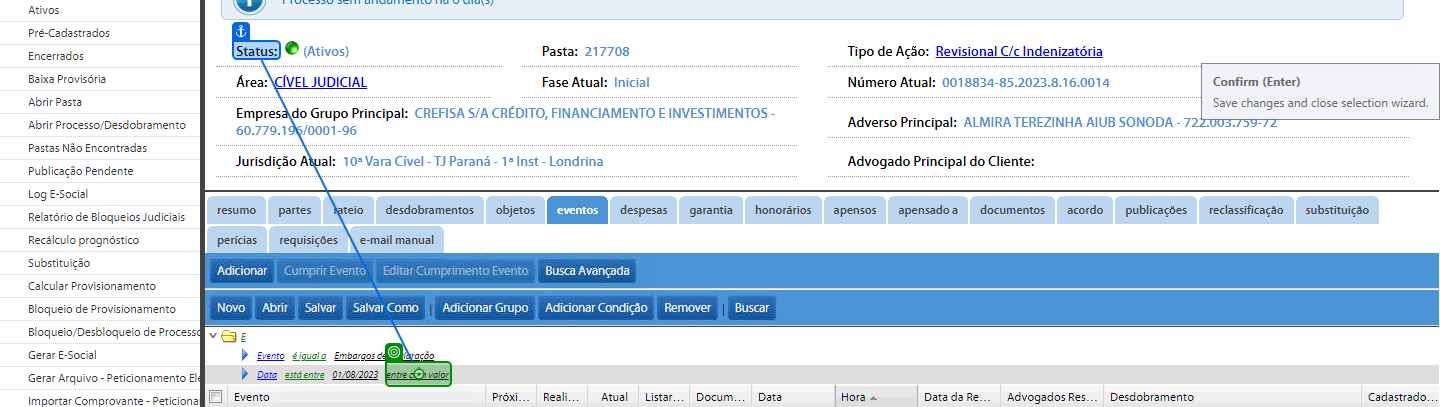 Ativos
Pré-Cadastrados
Encerrados
Baixa Provisória
Abrir Pasta
Abrir Processo/Desdobramento
Pastas Não Encontradas
Publicação Pendente
Log E-Social
Relatório de Bloqueios Judiciais
Recálculo prognóstico
Substituição
Calcular Provisionamento
Bloqueio de Provisionamento
Bloqueio/Desbloqueio de Processo
Gerar E-Social
Gerar Arquivo - Peticionamento Ele
Importar Comprovante - Peticiona
Processo sem andamento há 6 dia(s)
Status: (Ativos)
Pasta: 217708
Tipo de Ação: Revisional C/c Indenizatória
Área: CÍVEL JUDICIAL
Fase Atual: Inicial
Número Atual: 0018834-85.2023.8.16.0014
Empresa do Grupo Principal: CREFISA S/A CRÉDITO, FINANCIAMENTO E INVESTIMENTOS -
60.779.196/0001-96
Adverso Principal: ALMIRA TEREZINHA AIUB SONODA - 722.003.759-72
Jurisdição Atual: 10ª Vara Cível - TJ Paraná - 1ª Inst - Londrina
Advogado Principal do Cliente:
Confirm (Enter)
Save changes and close selection wizard.
resumo partes rateio desdobramentos objetos eventos despesas garantia honorários apensos apensado a documentos acordo publicações reclassificação substituição
perícias requisições e-mail manual
Adicionar Cumprir Evento Editar Cumprimento Evento Busca Avançada
Novo Abrir Salvar Salvar Como | Adicionar Grupo Adicionar Condição Remover | Buscar
E
Evento é igual a Embargos de
Data está entre 01/08/2023 entre com valor
Evento Próxi... Reali... Atual Listar... Docum... Data Hora Data da Re... Advogados Res... Desdobramento Cadastrado...